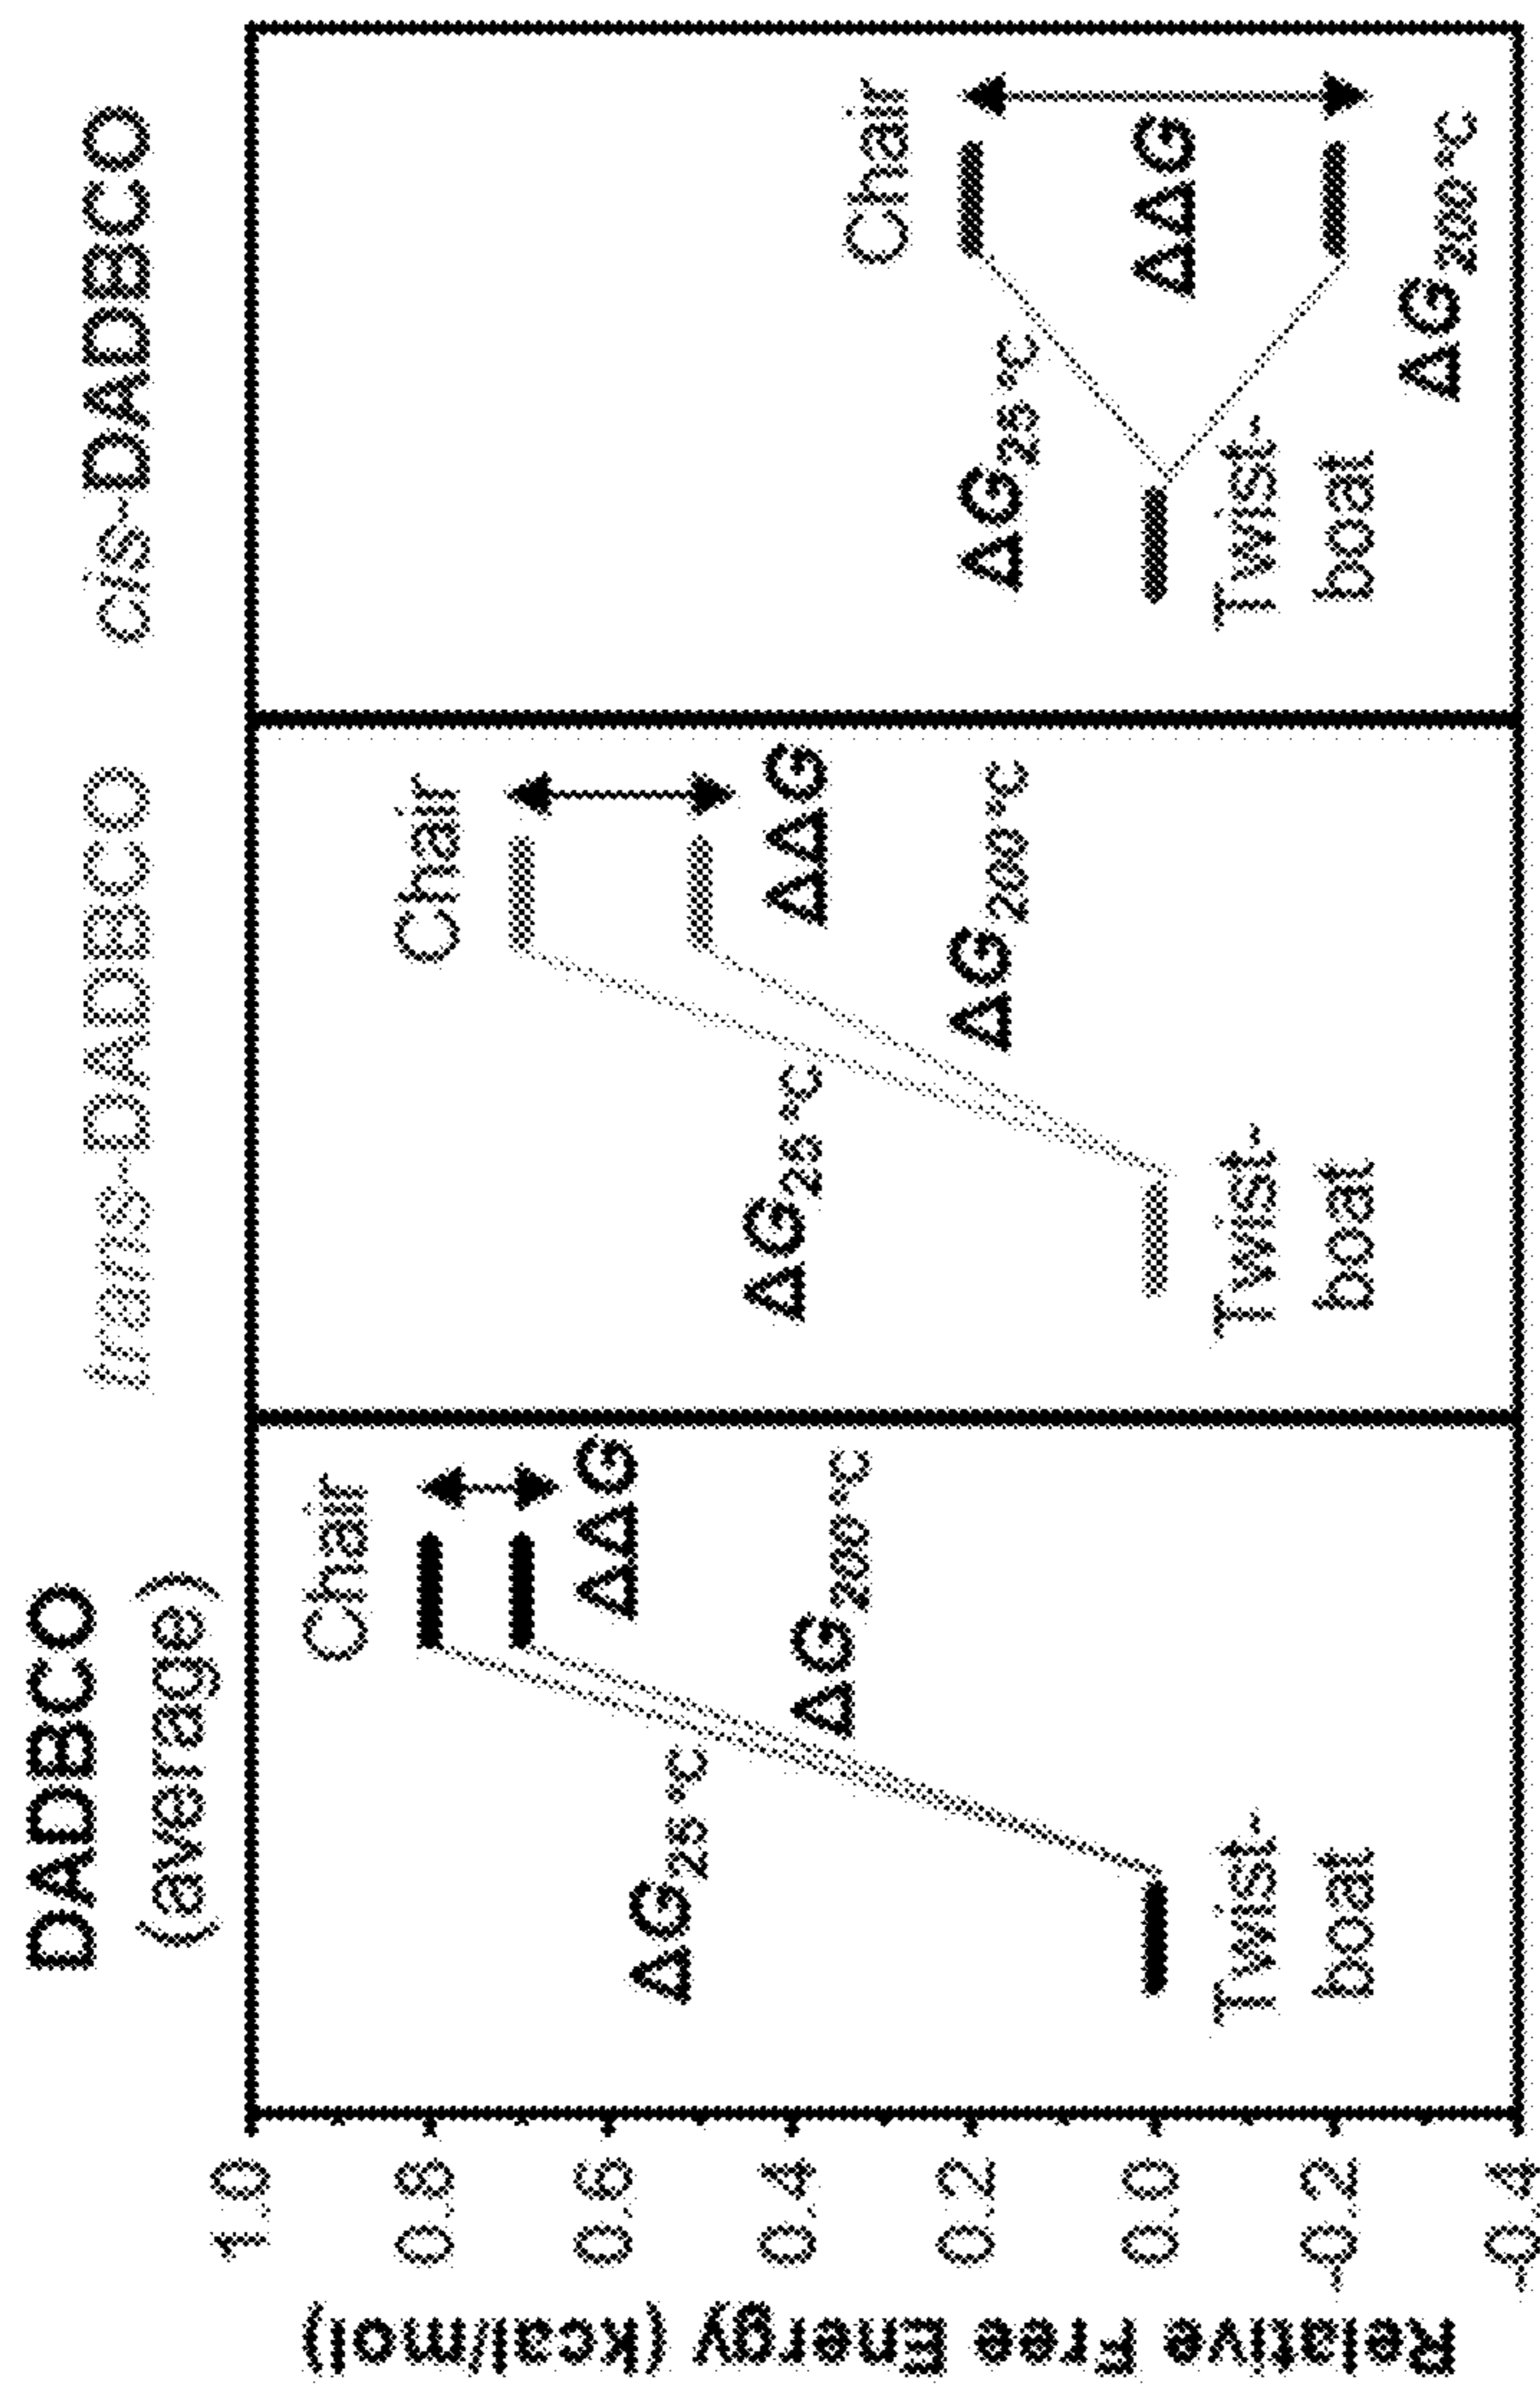 DADBCO
(average)
trans-DADBCO
cis-DADBCO
Relative Free Energy (kcal/mol)
1.0
0.8
0.6
0.4
0.2
0.0
-0.2
-0.4
Chair
ΔΔG
ΔG25 °C
ΔG200 °C
Twist-
boat
Chair
ΔΔG
ΔG25 °C
ΔG200 °C
Twist-
boat
Chair
ΔG25 °C
ΔΔG
Twist-
boat
ΔG200 °C